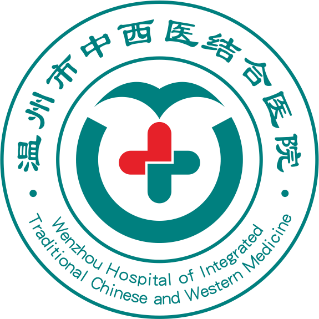 温州市中西医结合医院
Wenzhou Hospital of Integrated
Traditional Chinese and Western Medicine